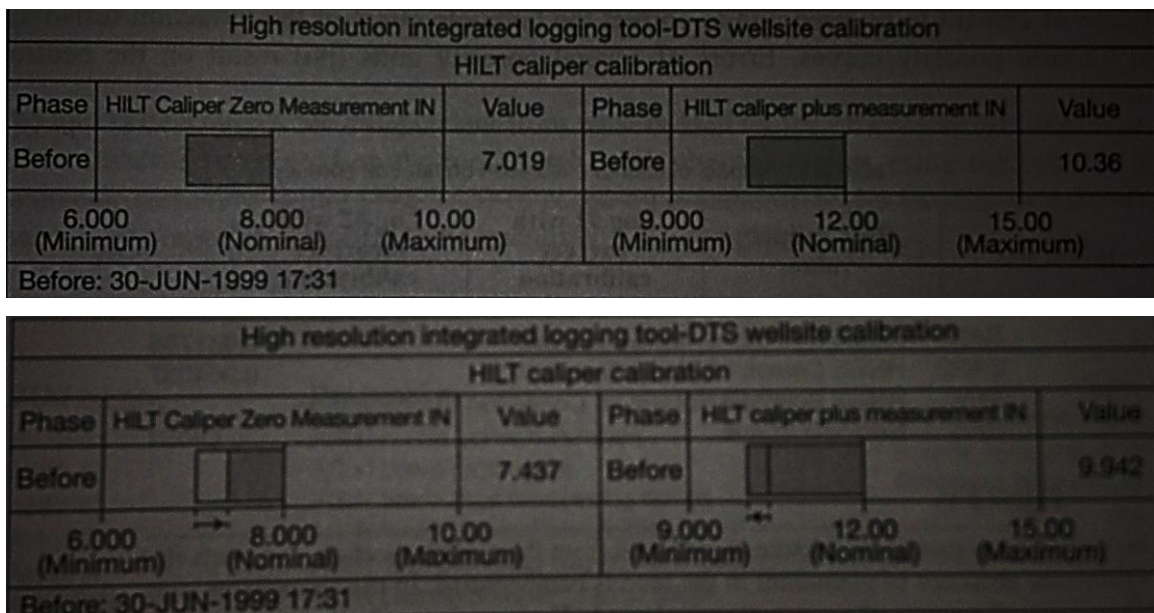 High resolution integrated logging tool-DTS wellsite calibration
HILT caliper calibration
Phase HILT Caliper Zero Measurement IN Value Phase HILT caliper plus measurement IN Value
Before 7.019 Before 10.36
6.000 8.000 10.00 9.000 12.00 15.00
(Minimum) (Nominal) (Maximum) (Minimum) (Nominal) (Maximum)
Before: 30-JUN-1999 17:31
High resolution integrated logging tool-DTS wellsite calibration
HILT caliper calibration
Phase HILT Caliper Zero Measurement IN Value Phase HILT caliper plus measurement IN Value
Before 7.437 Before 9.942
6.000 8.000 10.00 9.000 12.00 15.00
(Minimum) (Nominal) (Maximum) (Minimum) (Nominal) (Maximum)
Before: 30-JUN-1999 17:31